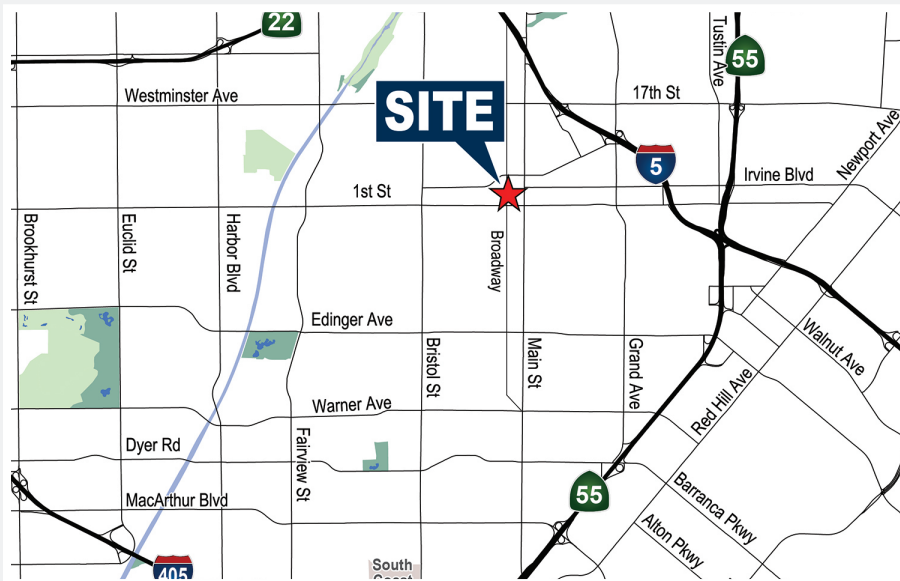 22
Tustin Ave
55
Westminster Ave
17th St
SITE
5
Newport Ave
Irvine Blvd
1st St
Brookhurst St
Euclid St
Harbor Blvd
Broadway
Edinger Ave
Bristol St
Main St
Grand Ave
Walnut Ave
Red Hill Ave
Warner Ave
Fairview St
Dyer Rd
MacArthur Blvd
55
Barranca Pkwy
Alton Pkwy
405
South
Coast